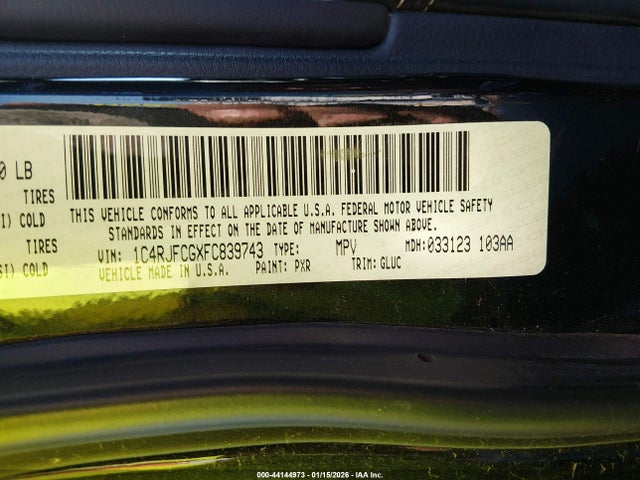 0 LB
TIRES
I) COLD
TIRES
SI) COLD
THIS VEHICLE CONFORMS TO ALL APPLICABLE U.S.A. FEDERAL MOTOR VEHICLE SAFETY
STANDARDS IN EFFECT ON THE DATE OF MANUFACTURE SHOWN ABOVE.
VIN: 1C4RJFCGXFC839743 TYPE: MPV MDH: 033123 103AA
VEHICLE MADE IN U.S.A. PAINT: PXR TRIM: GLUC
000-44144973 - 01/15/2026 - IAA Inc.